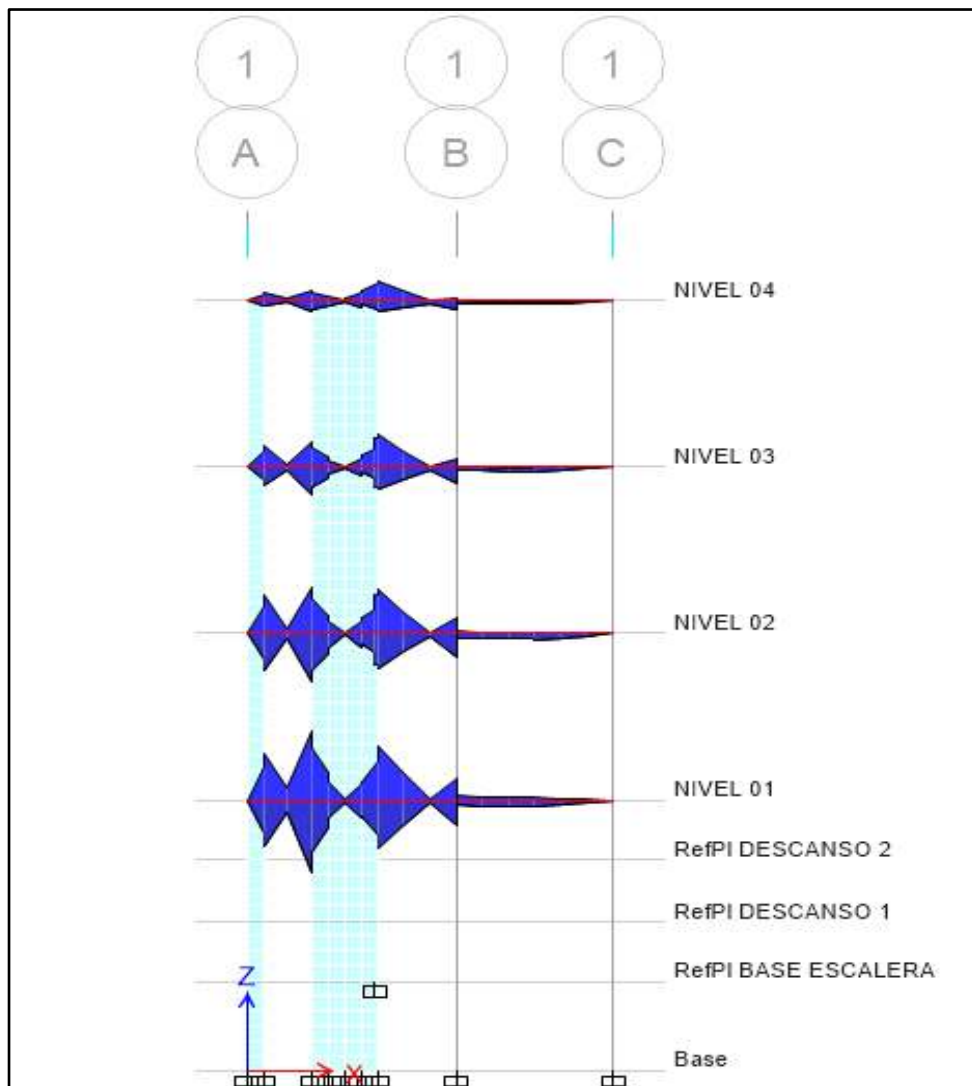 1 1 1
A B C
NIVEL 04
NIVEL 03
NIVEL 02
NIVEL 01
RefPl DESCANSO 2
RefPl DESCANSO 1
RefPl BASE ESCALERA
Z
Base
X